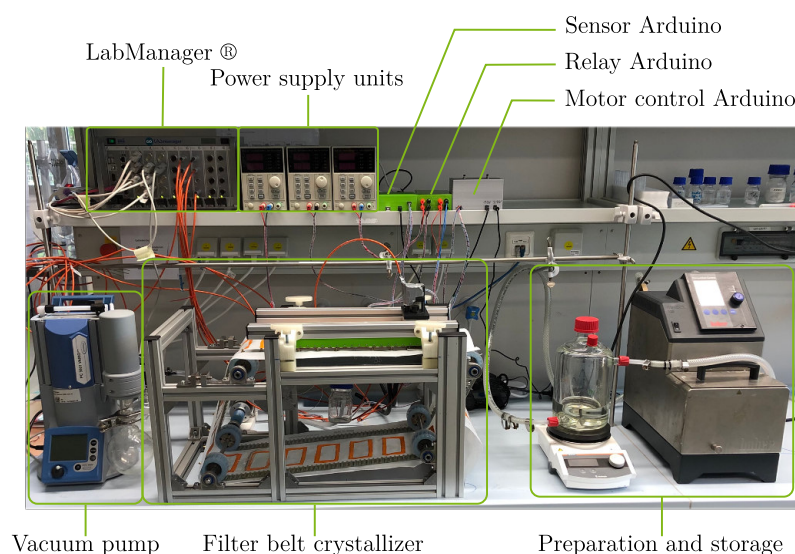 Sensor Arduino
LabManager ®
Relay Arduino
Power supply units
Motor control Arduino
Vacuum pump
Filter belt crystallizer
Preparation and storage